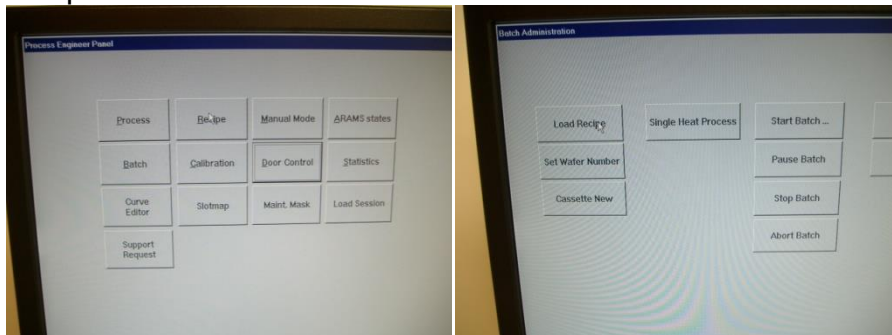 Process Engineer Panel
Process Recipe Manual Mode ARAMS states
Batch Calibration Door Control Statistics
Curve Editor Slotmap Maint. Mask Load Session
Support Request
Batch Administration
Load Recipe Single Heat Process Start Batch ...
Set Wafer Number Pause Batch
Cassette New Stop Batch
Abort Batch